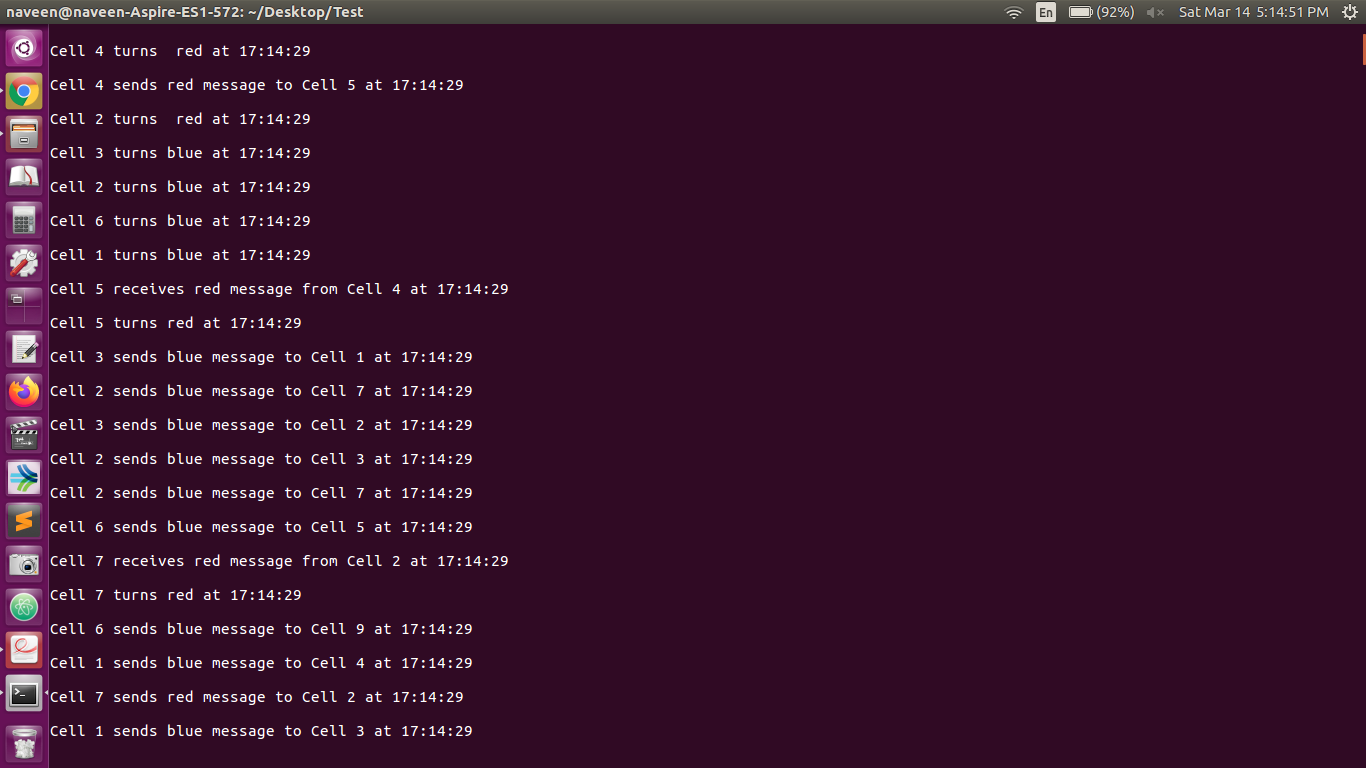 naveen@naveen-Aspire-ES1-572: ~/Desktop/Test
En
(92%)
Sat Mar 14 5:14:51 PM
Cell 4 turns  red at 17:14:29
Cell 4 sends red message to Cell 5 at 17:14:29
Cell 2 turns  red at 17:14:29
Cell 3 turns blue at 17:14:29
Cell 2 turns blue at 17:14:29
Cell 6 turns blue at 17:14:29
Cell 1 turns blue at 17:14:29
Cell 5 receives red message from Cell 4 at 17:14:29
Cell 5 turns red at 17:14:29
Cell 3 sends blue message to Cell 1 at 17:14:29
Cell 2 sends blue message to Cell 7 at 17:14:29
Cell 3 sends blue message to Cell 2 at 17:14:29
Cell 2 sends blue message to Cell 3 at 17:14:29
Cell 2 sends blue message to Cell 7 at 17:14:29
Cell 6 sends blue message to Cell 5 at 17:14:29
Cell 7 receives red message from Cell 2 at 17:14:29
Cell 7 turns red at 17:14:29
Cell 6 sends blue message to Cell 9 at 17:14:29
Cell 1 sends blue message to Cell 4 at 17:14:29
Cell 7 sends red message to Cell 2 at 17:14:29
Cell 1 sends blue message to Cell 3 at 17:14:29